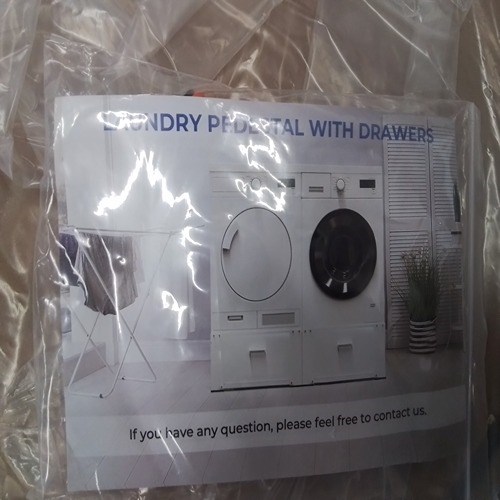 LAUNDRY PEDESTAL WITH DRAWERS
If you have any question, please feel free to contact us.